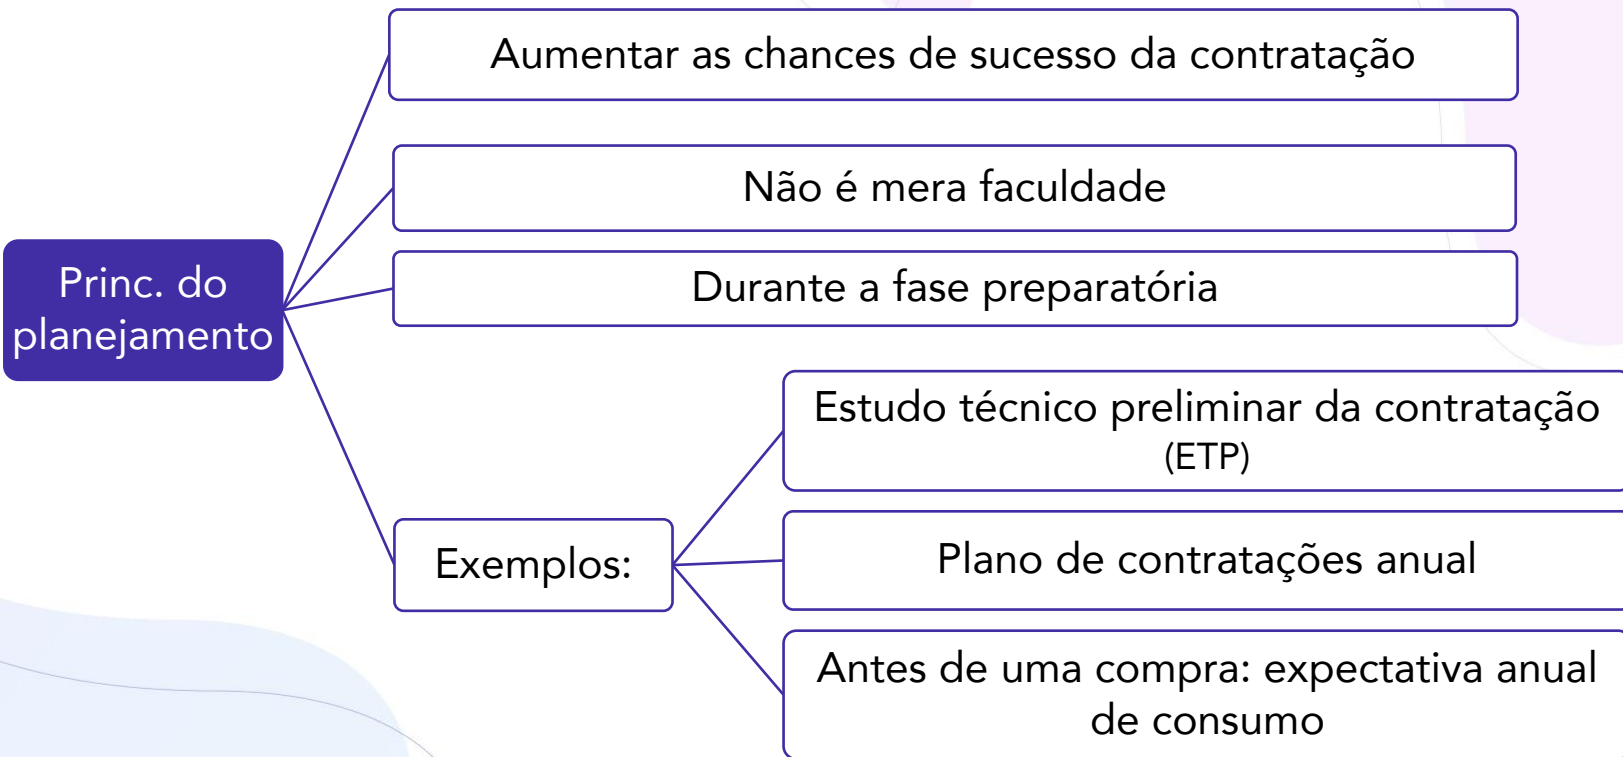 Aumentar as chances de sucesso da contratação
Não é mera faculdade
Princ. do
planejamento
Durante a fase preparatória
Exemplos:
Estudo técnico preliminar da contratação
(ETP)
Plano de contratações anual
Antes de uma compra: expectativa anual
de consumo